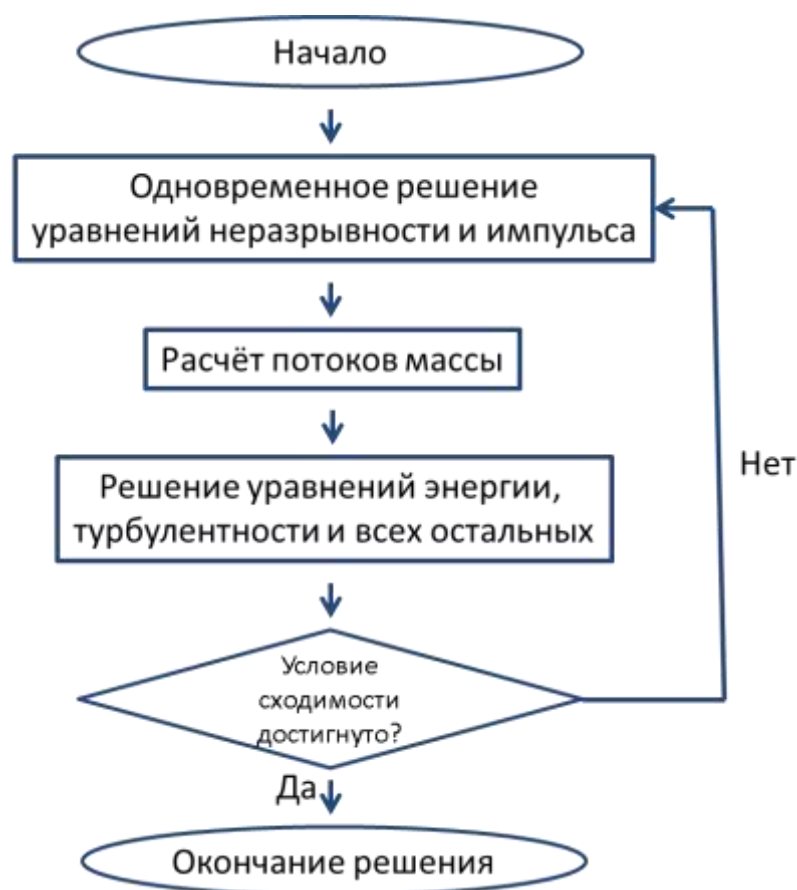 Начало
Одновременное решение
уравнений неразрывности и импульса
Расчёт потоков массы
Решение уравнений энергии,
турбулентности и всех остальных
Нет
Условие
сходимости
достигнуто?
Да
Окончание решения